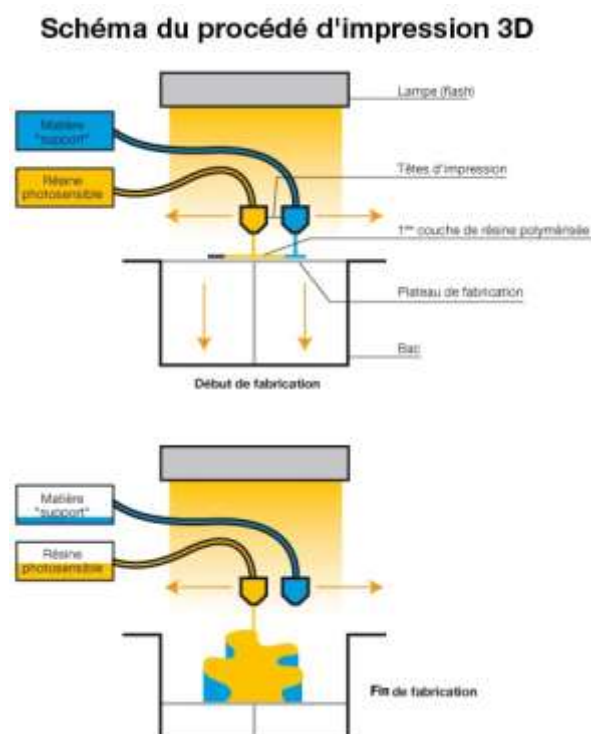 Schéma du procédé d'impression 3D
Lampe (flash)
Matière
"support"
Résine
photosensible
Têtes d'impression
1ère couche de résine polymérisée
Plateau de fabrication
Bac
Début de fabrication
Matière
"support"
Résine
photosensible
Fin de fabrication